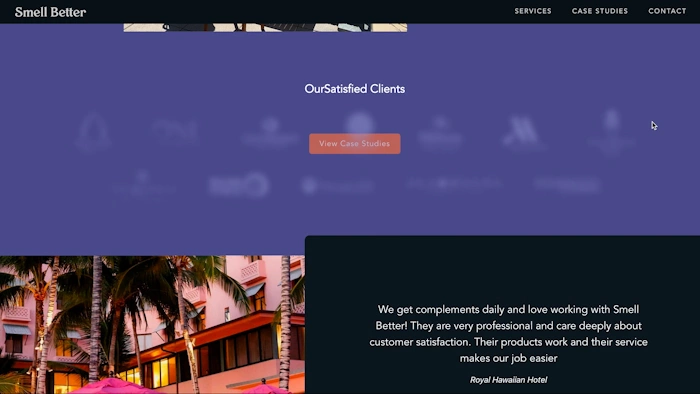 Smell Better
SERVICES CASE STUDIES CONTACT
OurSatisfied Clients
View Case Studies
We get complements daily and love working with Smell
Better! They are very professional and care deeply about
customer satisfaction. Their products work and their service
makes our job easier
Royal Hawaiian Hotel